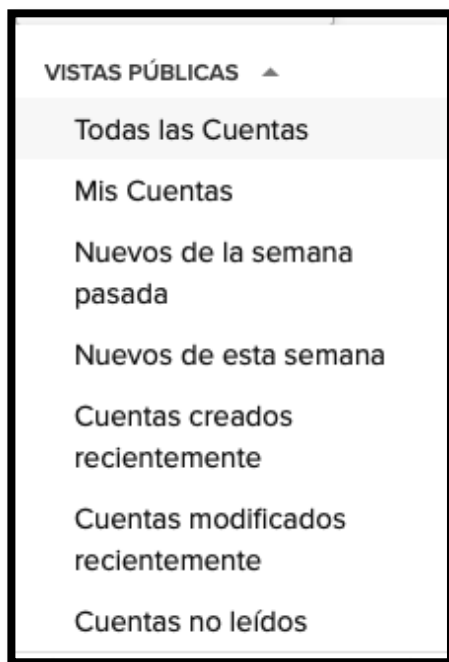 VISTAS PÚBLICAS
Todas las Cuentas
Mis Cuentas
Nuevos de la semana
pasada
Nuevos de esta semana
Cuentas creados
recientemente
Cuentas modificados
recientemente
Cuentas no leídos